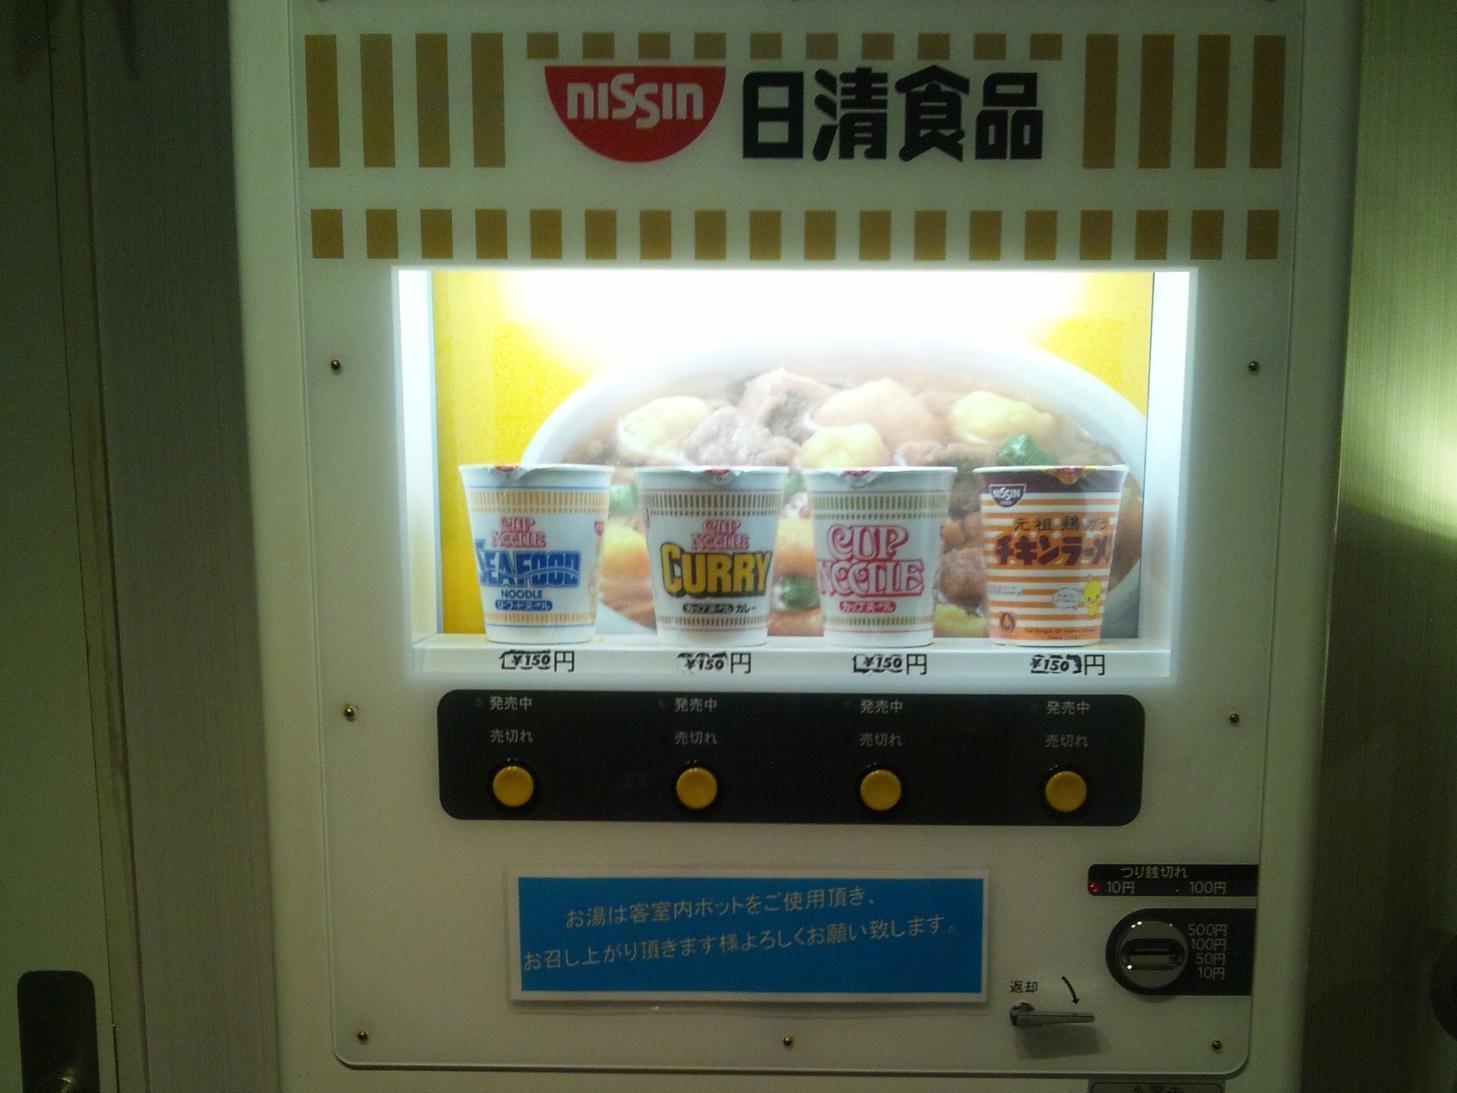 NISSIN 日清食品
CUP
NOODLE
SEAFOOD
NOODLE
シーフードヌードル
CUP
NOODLE
CURRY
カップヌードル カレー
CUP
NOODLE
カップヌードル
NISSIN
元祖鶏ガラ
チキンラーメ
¥150円 ¥150円 ¥150円 ¥150円
発売中 発売中 発売中 発売中
売切れ 売切れ 売切れ 売切れ
つり銭切れ
10円 100円
お湯は客室内ポットをご使用頂き、
お召し上がり頂きます様よろしくお願い致します。
500円
100円
50円
10円
返却